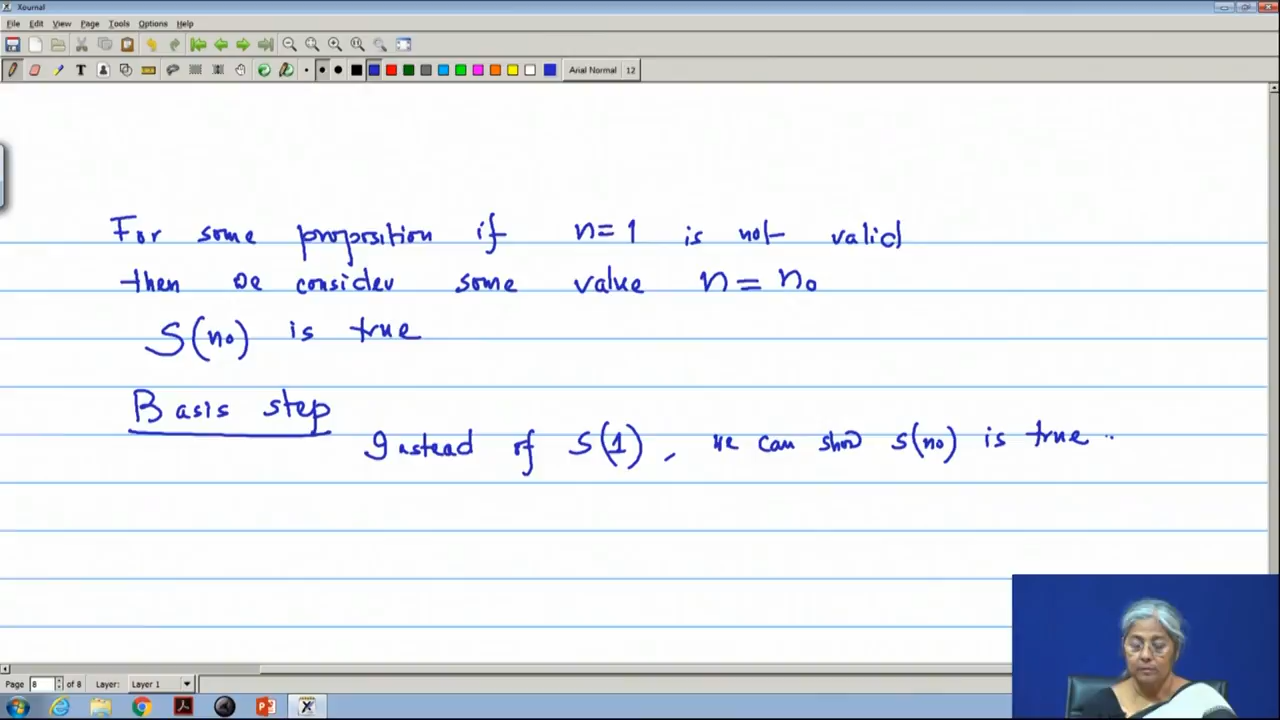 Xournal
File Edit View Page Tools Options Help
Arial Normal 12
For some proposition if n=1 is not valid
then we consider some value n = n₀
S(n₀) is true
Basis step
Instead of S(1), we can show S(n₀) is true.
Page 8 of 8 Layer: Layer 1